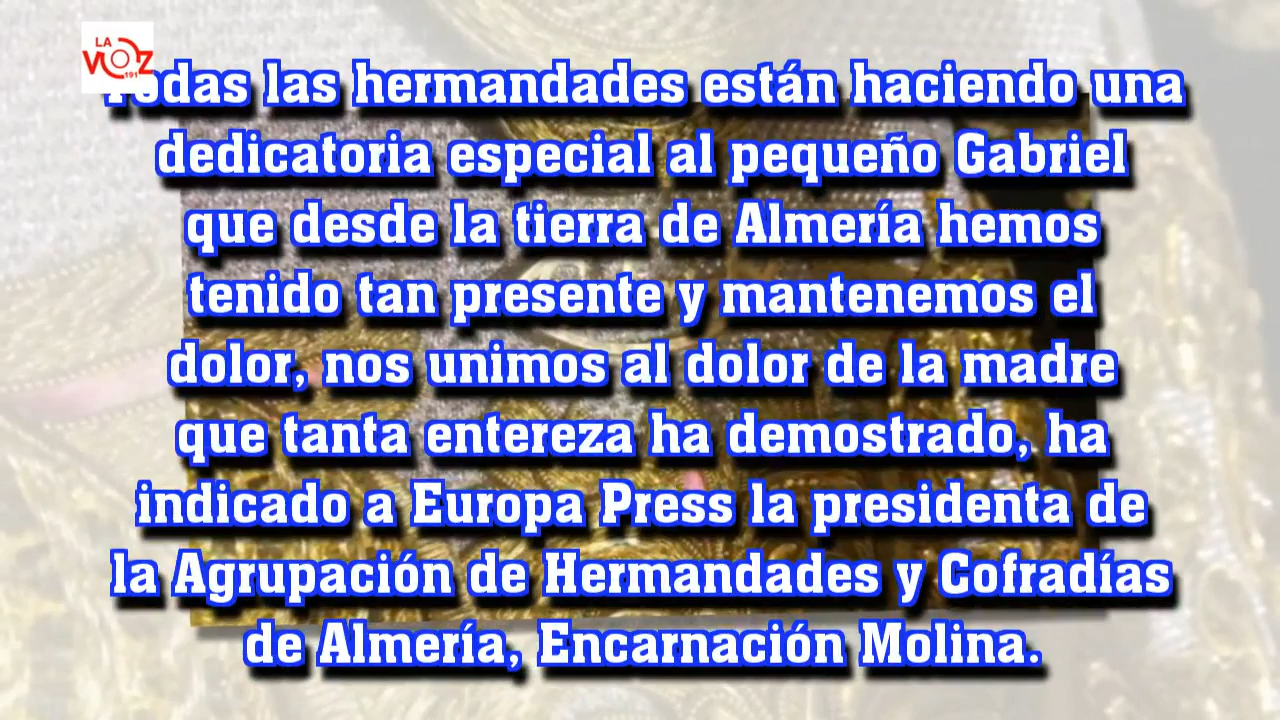 LA
VOZ
Todas las hermandades están haciendo una
dedicatoria especial al pequeño Gabriel
que desde la tierra de Almería hemos
tenido tan presente y mantenemos el
dolor, nos unimos al dolor de la madre
que tanta entereza ha demostrado, ha
indicado a Europa Press la presidenta de
la Agrupación de Hermandades y Cofradías
de Almería, Encarnación Molina.